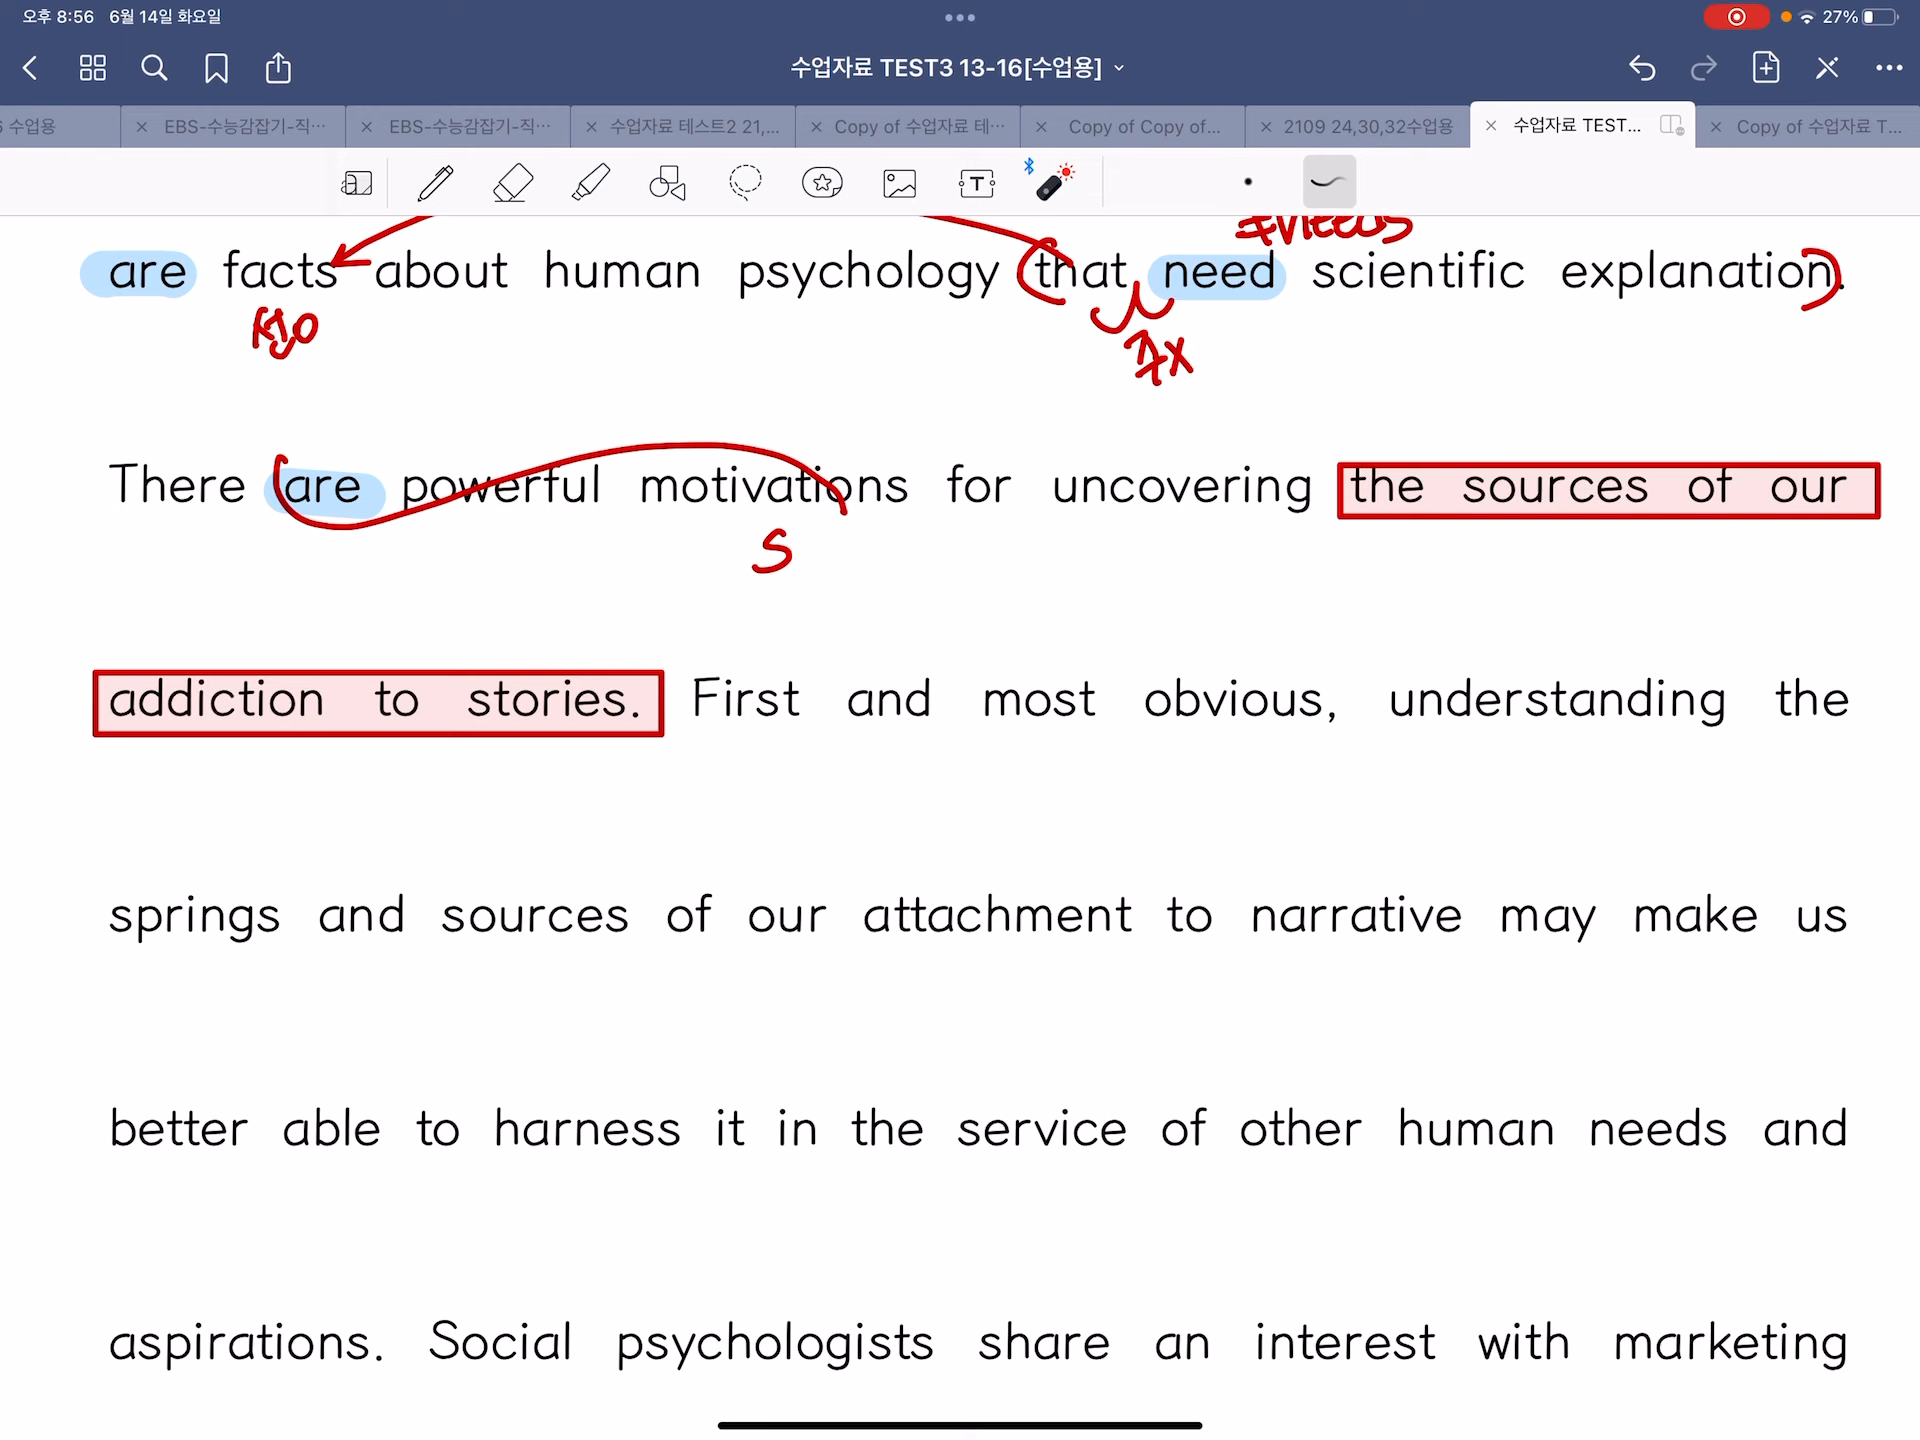 오후 8:56 6월 14일 화요일
27%
수업자료 TEST3 13-16[수업용]
6 수업용
EBS-수능감잡기-직…
EBS-수능감잡기-직…
수업자료 테스트2 21,...
Copy of 수업자료 테…
Copy of Copy of...
2109 24,30,32수업용
수업자료 TEST...
Copy of 수업자료 T...
≠needs
are facts about human psychology (that need scientific explanation).
There are powerful motivations for uncovering the sources of our
S
addiction to stories. First and most obvious, understanding the
springs and sources of our attachment to narrative may make us
better able to harness it in the service of other human needs and
aspirations. Social psychologists share an interest with marketing